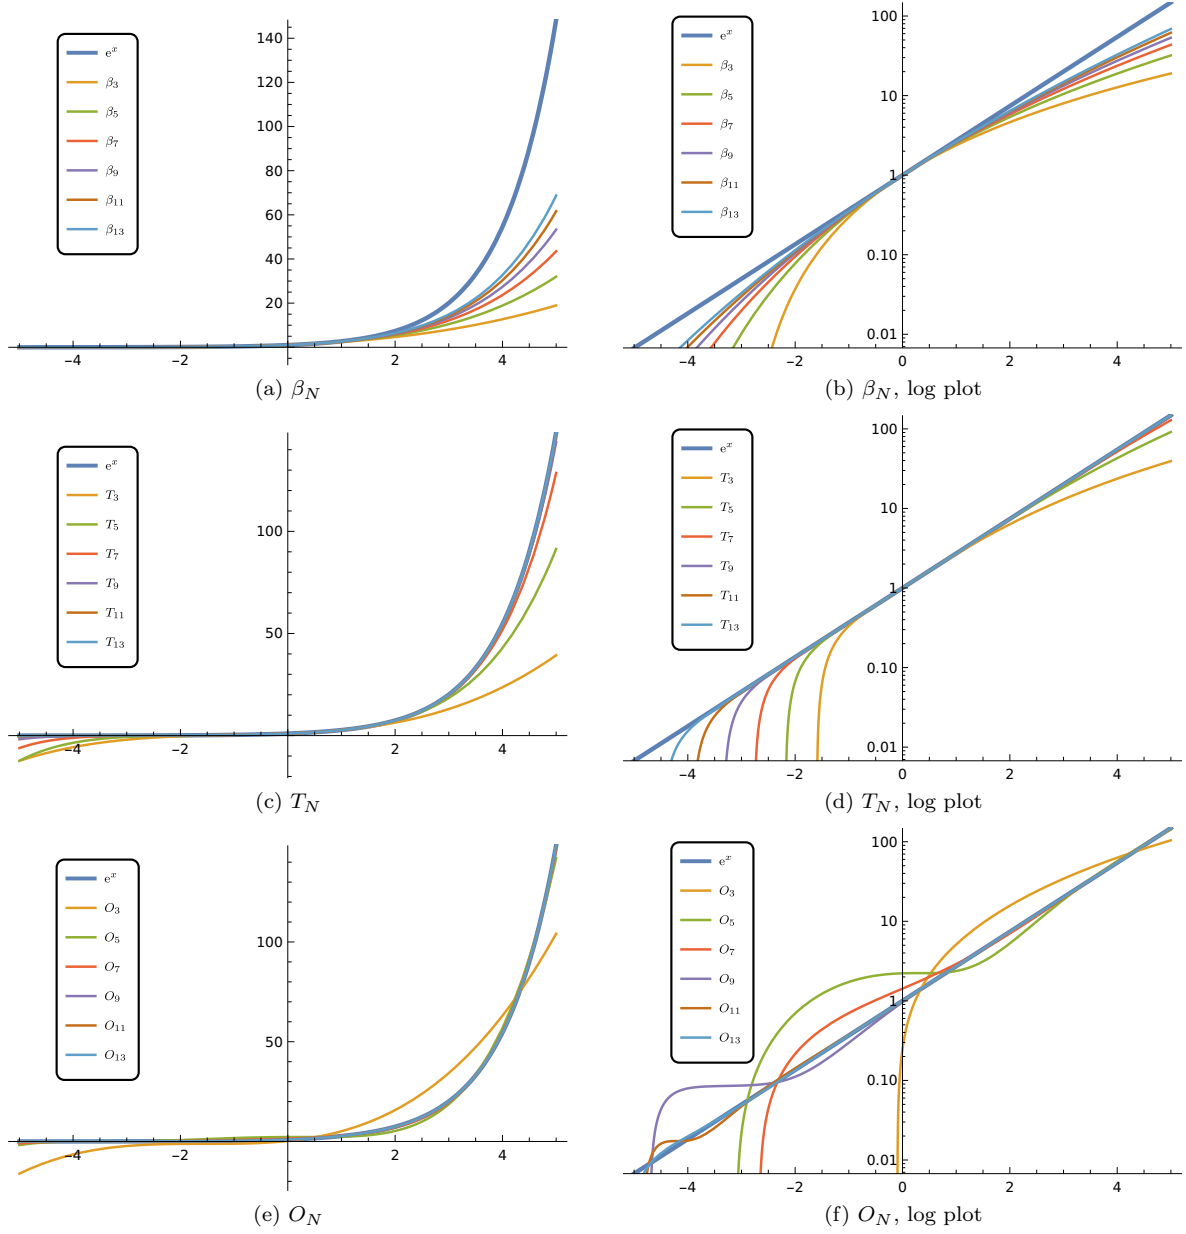 e^x
β_3
β_5
β_7
β_9
β_11
β_13
140
120
100
80
60
40
20
−4 −2 2 4
(a) β_N
e^x
β_3
β_5
β_7
β_9
β_11
β_13
100
10
1
0.10
0.01
−4 −2 0 2 4
(b) β_N, log plot
e^x
T_3
T_5
T_7
T_9
T_11
T_13
100
50
−4 −2 2 4
(c) T_N
e^x
T_3
T_5
T_7
T_9
T_11
T_13
100
10
1
0.10
0.01
−4 −2 0 2 4
(d) T_N, log plot
e^x
O_3
O_5
O_7
O_9
O_11
O_13
100
50
−4 −2 2 4
(e) O_N
e^x
O_3
O_5
O_7
O_9
O_11
O_13
100
10
1
0.10
0.01
−4 −2 0 2 4
(f) O_N, log plot